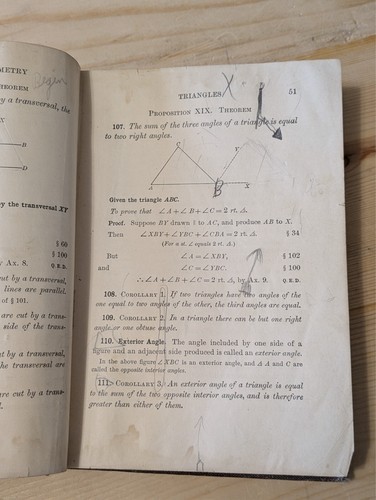 METRY
Begin
HEOREM
y a transversal, the
X
B
D
y the transversal XY
§ 60
§ 100
y Ax. 8. Q.E.D.
ut by a transversal,
lines are parallel.
of § 101.
are cut by a trans-
side of the trans-
by a transversal,
he transversal are
are cut by a trans-
l.
TRIANGLES X 51
PROPOSITION XIX. THEOREM
107. The sum of the three angles of a triangle is equal
to two right angles.
C
Y
A
B
X
Given the triangle ABC.
To prove that ∠A + ∠B + ∠C = 2 rt. ∠s.
Proof. Suppose BY drawn ∥ to AC, and produce AB to X.
Then ∠XBY + ∠YBC + ∠CBA = 2 rt. ∠s. § 34
(For a st. ∠ equals 2 rt. ∠s.)
But ∠A = ∠XBY, § 102
and ∠C = ∠YBC. § 100
∴ ∠A + ∠B + ∠C = 2 rt. ∠s, by Ax. 9. Q.E.D.
108. COROLLARY 1. If two triangles have two angles of the
one equal to two angles of the other, the third angles are equal.
109. COROLLARY 2. In a triangle there can be but one right
angle or one obtuse angle.
110. Exterior Angle. The angle included by one side of a
figure and an adjacent side produced is called an exterior angle.
In the above figure ∠XBC is an exterior angle, and ∠s A and C are
called the opposite interior angles.
111. COROLLARY 3. An exterior angle of a triangle is equal
to the sum of the two opposite interior angles, and is therefore
greater than either of them.